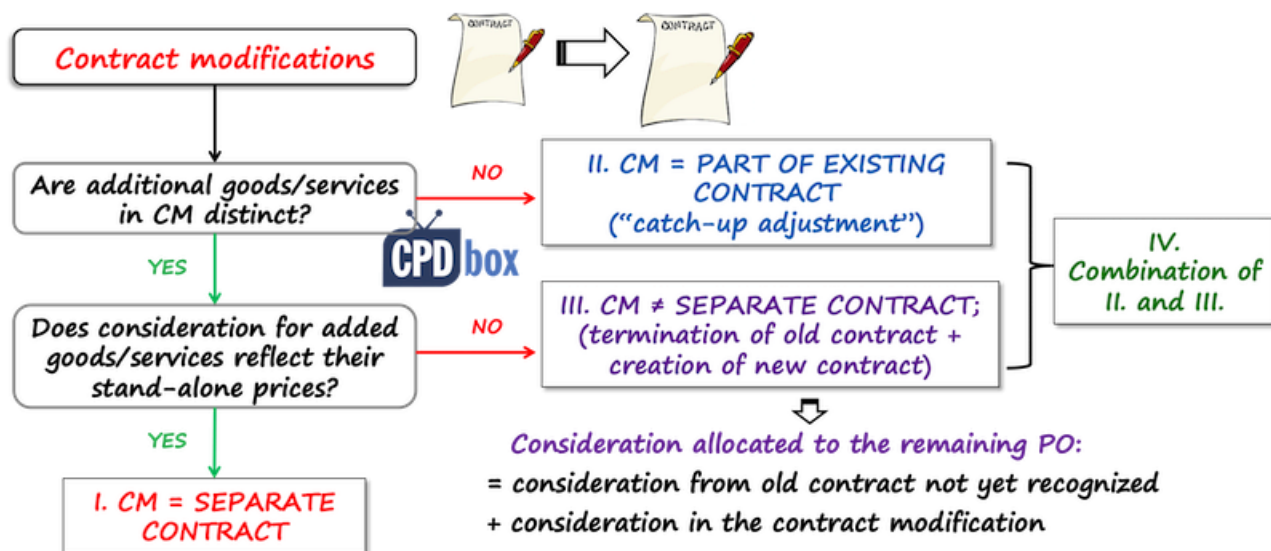 Contract modifications
CONTRACT
CONTRACT
Are additional goods/services
in CM distinct?
NO
II. CM = PART OF EXISTING
CONTRACT
(“catch-up adjustment”)
CPD box
YES
IV.
Combination of
II. and III.
Does consideration for added
goods/services reflect their
stand-alone prices?
NO
III. CM ≠ SEPARATE CONTRACT;
(termination of old contract +
creation of new contract)
YES
Consideration allocated to the remaining PO:
= consideration from old contract not yet recognized
+ consideration in the contract modification
I. CM = SEPARATE
CONTRACT